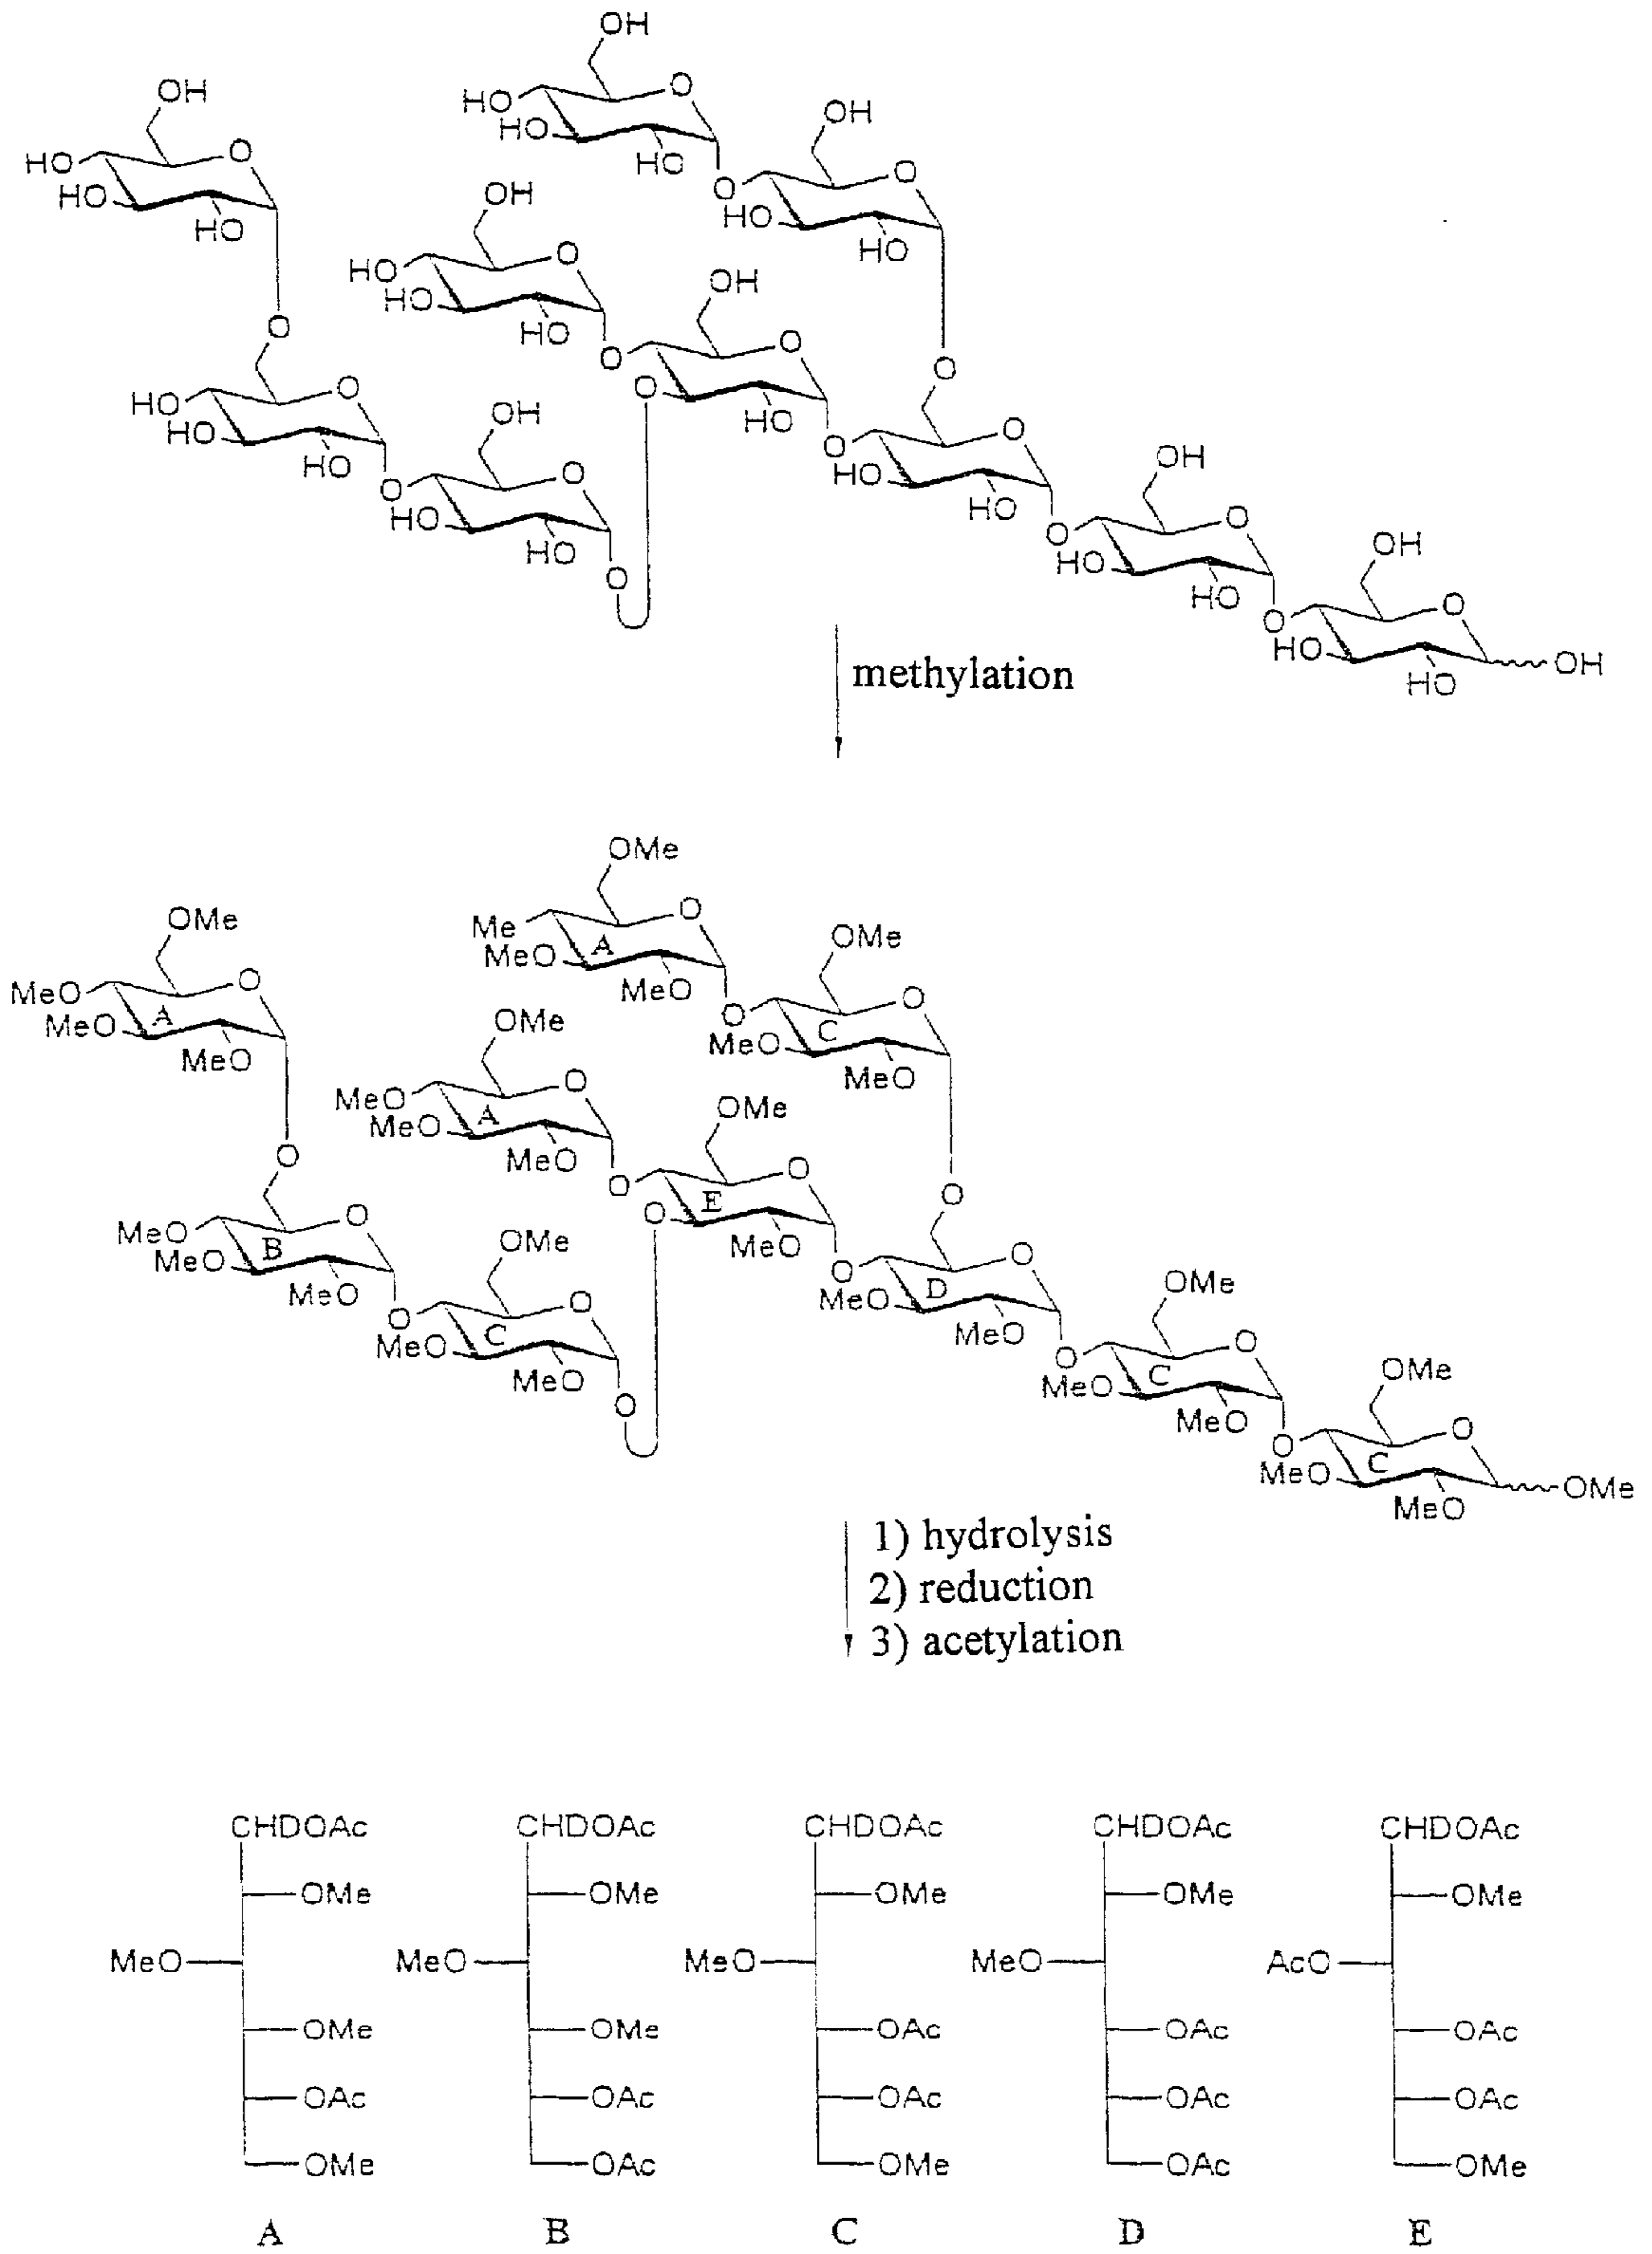 OH
OH
HO
O
HO
HO
OH
O
HO
HO
HO
O
HO
O
OH
HO
HO
O
HO
O
HO
HO
OH
HO
O
O
O
O
HO
O
HO
O
OH
HO
HO
O
HO
O
OH
HO
O
HO
O
HO
HO
O
OH
O
HO
HO
O
O
HO
HO
OH
O
OH
methylation
OMe
OMe
Me
O
A
MeO
MeO
OMe
MeO
O
A
MeO
MeO
O
O
C
MeO
MeO
OMe
MeO
O
A
MeO
MeO
OMe
O
O
E
O
MeO
O
O
MeO
O
B
MeO
MeO
OMe
O
O
D
MeO
MeO
OMe
O
O
C
MeO
MeO
O
O
O
C
MeO
MeO
OMe
O
O
C
MeO
MeO
OMe
1) hydrolysis
2) reduction
3) acetylation
CHDOAc CHDOAc CHDOAc CHDOAc CHDOAc
OMe OMe OMe OMe OMe
MeO MeO MeO MeO AcO
OMe OMe OAc OAc OAc
OAc OAc OAc OAc OAc
OMe OAc OMe OAc OMe
A B C D E